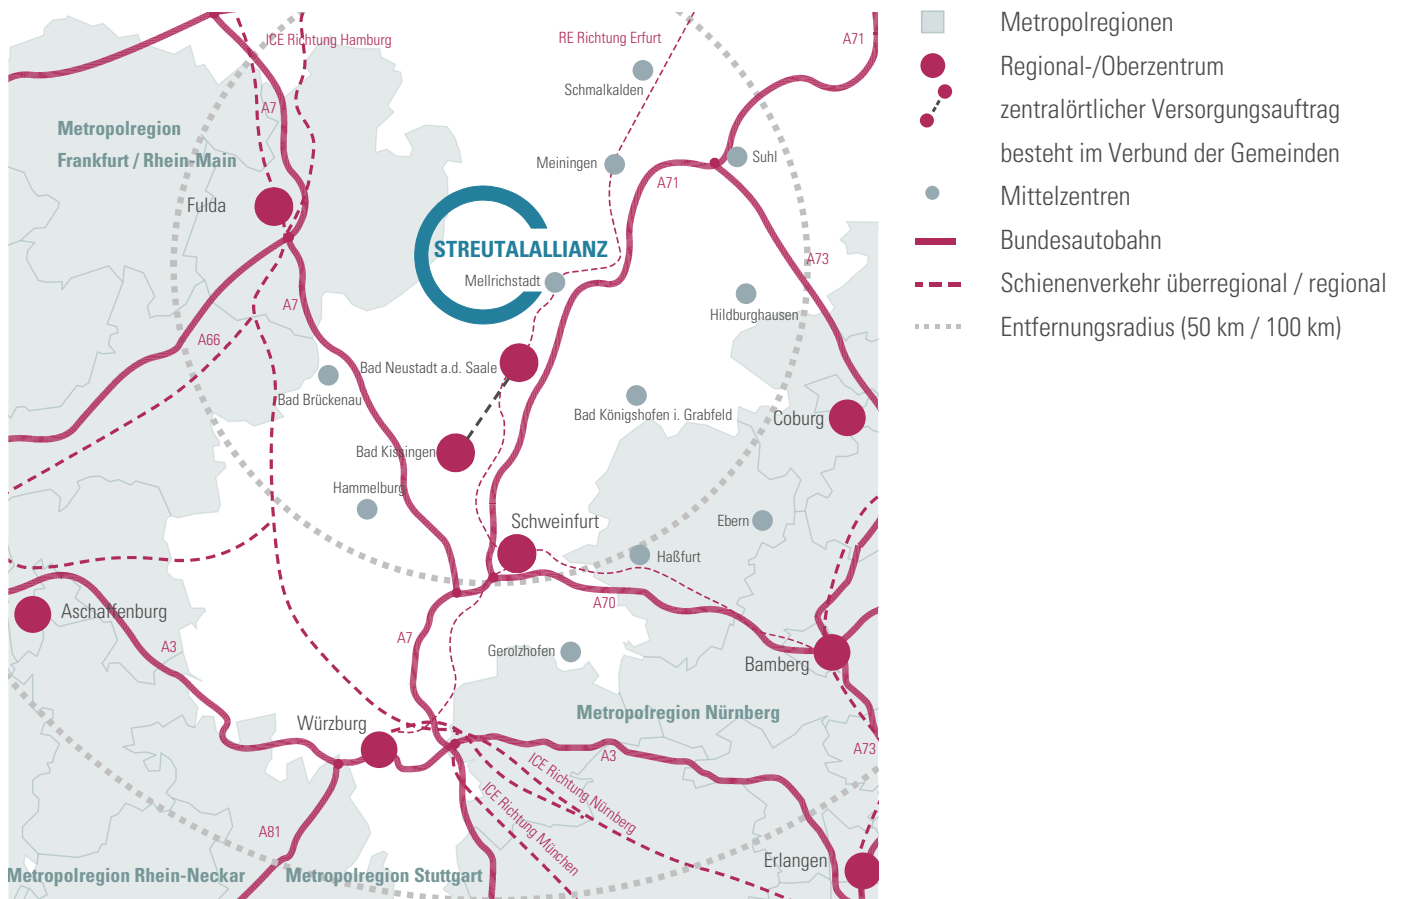 ICE Richtung Hamburg
RE Richtung Erfurt
A71
Schmalkalden
A7
Metropolregion
Frankfurt / Rhein-Main
Meiningen
Suhl
A71
Fulda
STREUTALALLIANZ
Mellrichstadt
A73
A7
Hildburghausen
A66
Bad Neustadt a.d. Saale
Bad Brückenau
Bad Königshofen i. Grabfeld
Coburg
Bad Kissingen
Hammelburg
Schweinfurt
Ebern
Haßfurt
Aschaffenburg
A70
A7
A3
Gerolzhofen
Bamberg
Metropolregion Nürnberg
Würzburg
A73
A3
ICE Richtung Nürnberg
ICE Richtung München
A81
Erlangen
Metropolregion Rhein-Neckar
Metropolregion Stuttgart
Metropolregionen
Regional-/Oberzentrum
zentralörtlicher Versorgungsauftrag
besteht im Verbund der Gemeinden
Mittelzentren
Bundesautobahn
Schienenverkehr überregional / regional
Entfernungsradius (50 km / 100 km)